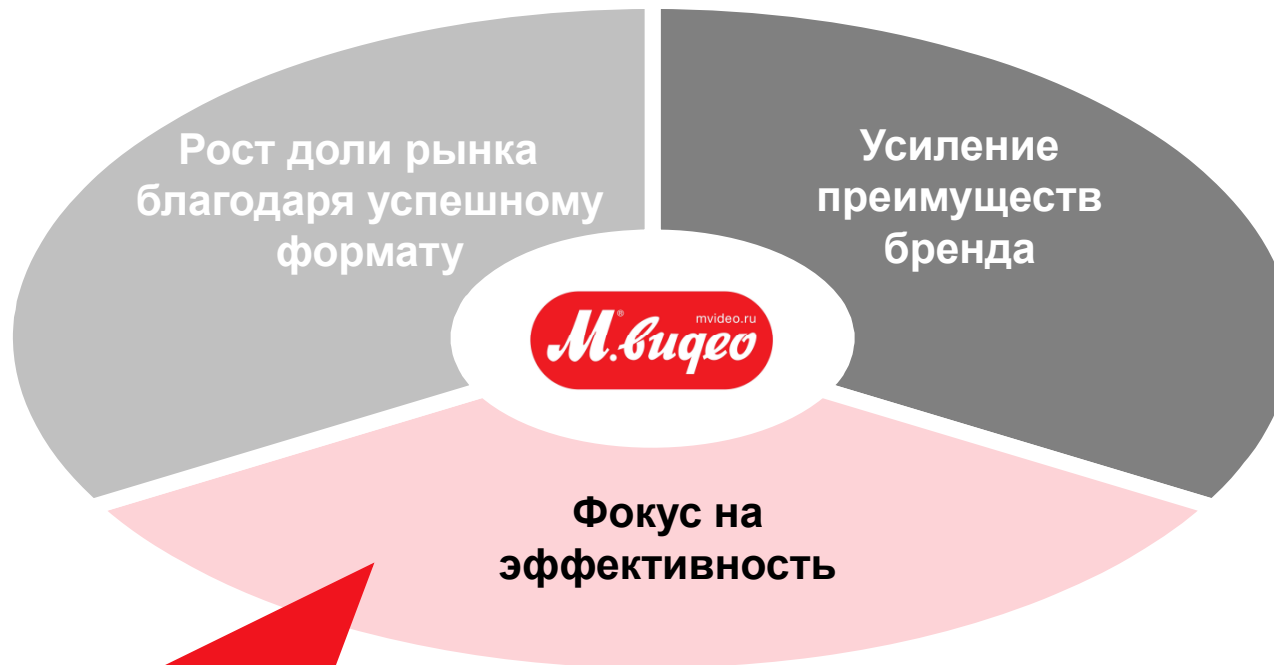 Рост доли рынка
благодаря успешному
формату
Усиление
преимуществ
бренда
mvideo.ru
М.видео®
Фокус на
эффективность